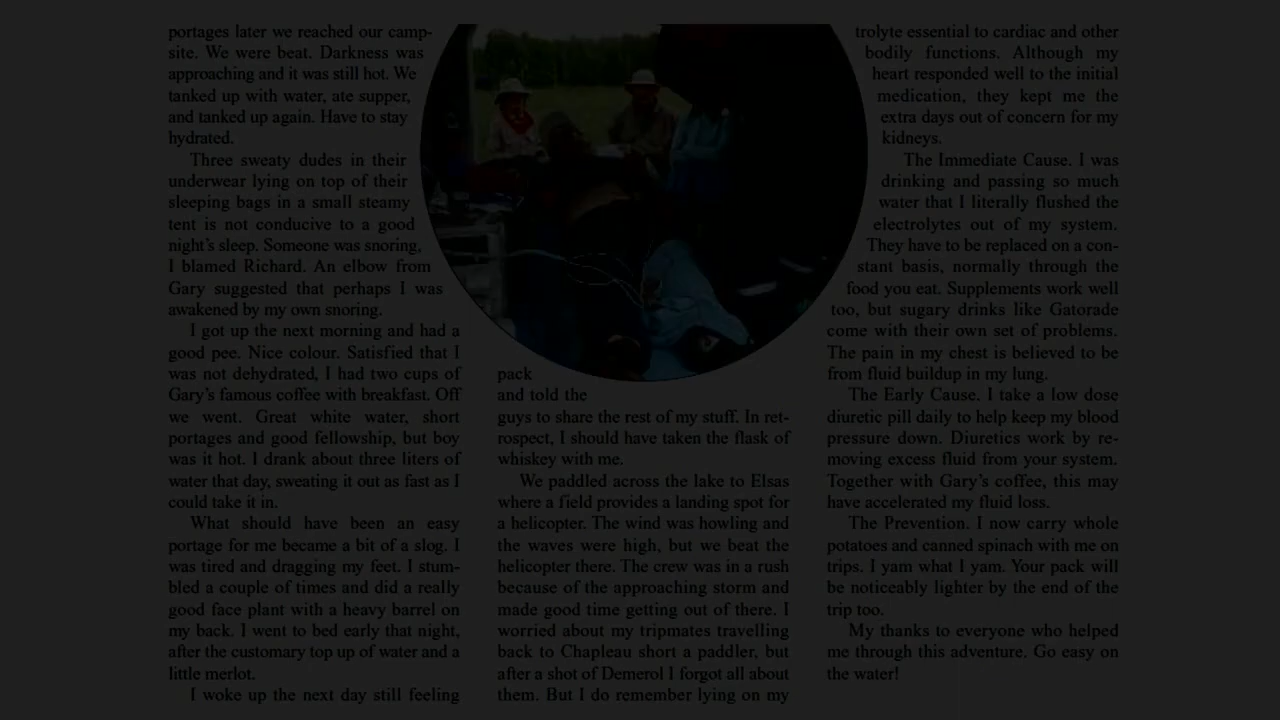 portages later we reached our camp-
site. We were beat. Darkness was
approaching and it was still hot. We
tanked up with water, ate supper,
and tanked up again. Have to stay
hydrated.
Three sweaty dudes in their
underwear lying on top of their
sleeping bags in a small steamy
tent is not conducive to a good
night's sleep. Someone was snoring,
I blamed Richard. An elbow from
Gary suggested that perhaps I was
awakened by my own snoring.
I got up the next morning and had a
good pee. Nice colour. Satisfied that I
was not dehydrated, I had two cups of
Gary's famous coffee with breakfast. Off
we went. Great white water, short
portages and good fellowship, but boy
was it hot. I drank about three liters of
water that day, sweating it out as fast as I
could take it in.
What should have been an easy
portage for me became a bit of a slog. I
was tired and dragging my feet. I stum-
bled a couple of times and did a really
good face plant with a heavy barrel on
my back. I went to bed early that night,
after the customary top up of water and a
little merlot.
I woke up the next day still feeling
pack
and told the
guys to share the rest of my stuff. In ret-
rospect, I should have taken the flask of
whiskey with me.
We paddled across the lake to Elsas
where a field provides a landing spot for
a helicopter. The wind was howling and
the waves were high, but we beat the
helicopter there. The crew was in a rush
because of the approaching storm and
made good time getting out of there. I
worried about my tripmates travelling
back to Chapleau short a paddler, but
after a shot of Demerol I forgot all about
them. But I do remember lying on my
trolyte essential to cardiac and other
bodily functions. Although my
heart responded well to the initial
medication, they kept me the
extra days out of concern for my
kidneys.
The Immediate Cause. I was
drinking and passing so much
water that I literally flushed the
electrolytes out of my system.
They have to be replaced on a con-
stant basis, normally through the
food you eat. Supplements work well
too, but sugary drinks like Gatorade
come with their own set of problems.
The pain in my chest is believed to be
from fluid buildup in my lung.
The Early Cause. I take a low dose
diuretic pill daily to help keep my blood
pressure down. Diuretics work by re-
moving excess fluid from your system.
Together with Gary's coffee, this may
have accelerated my fluid loss.
The Prevention. I now carry whole
potatoes and canned spinach with me on
trips. I yam what I yam. Your pack will
be noticeably lighter by the end of the
trip too.
My thanks to everyone who helped
me through this adventure. Go easy on
the water!